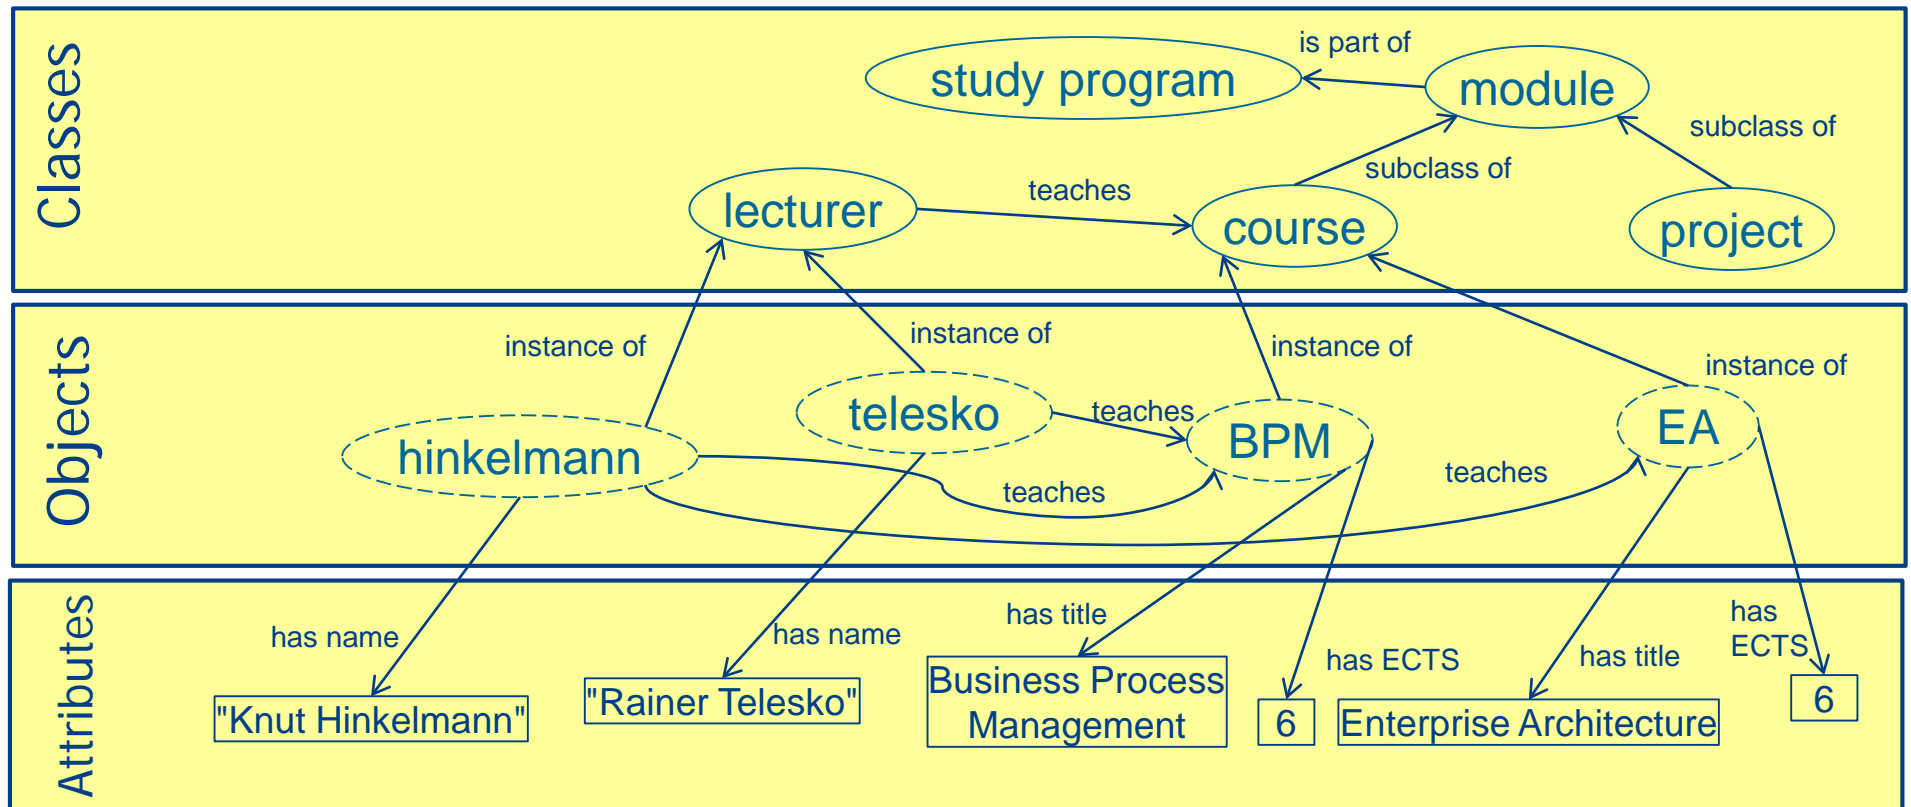 Classes
is part of
study program
module
subclass of
subclass of
teaches
lecturer
course
project
Objects
instance of
instance of
instance of
instance of
telesko
teaches
BPM
EA
hinkelmann
teaches
teaches
Attributes
has name
has name
has title
has ECTS
has title
has
ECTS
"Knut Hinkelmann"
"Rainer Telesko"
Business Process
Management
6
Enterprise Architecture
6